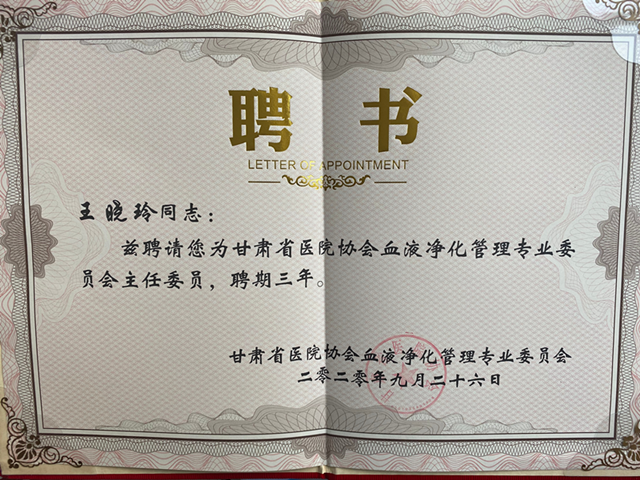 聘 书
LETTER OF APPOINTMENT
王晓玲同志：
兹聘请您为甘肃省医院协会血液净化管理专业委
员会主任委员，聘期三年。
甘肃省医院协会血液净化管理专业委员会
二零二零年九月二十六日